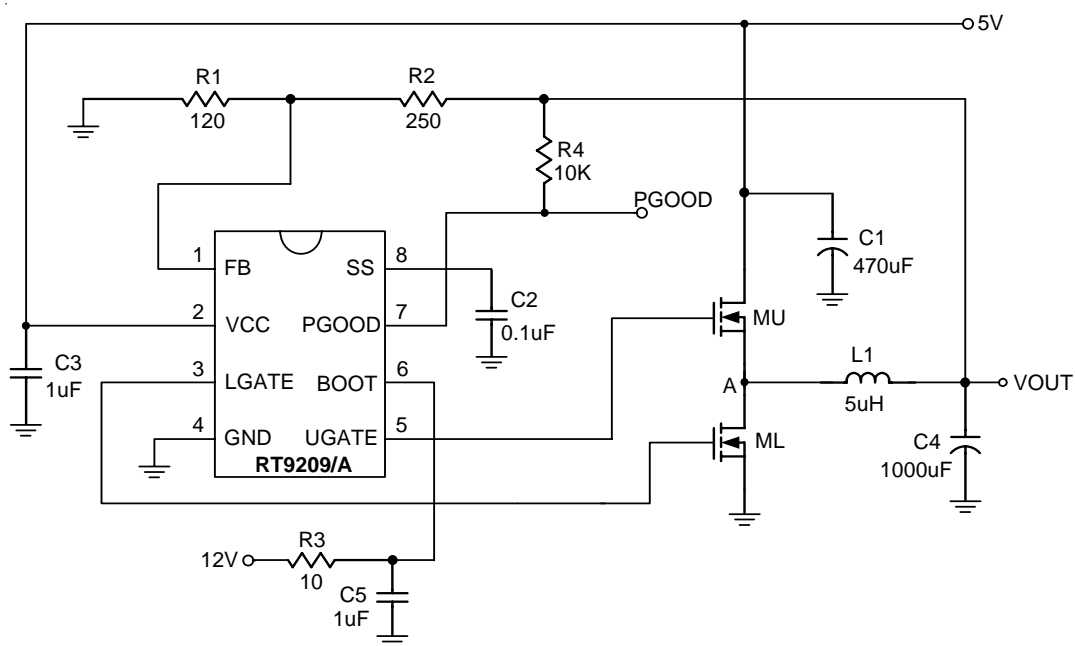 5V
R1
120
R2
250
R4
10K
PGOOD
C1
470uF
1
FB
SS
8
C2
0.1uF
2
VCC
PGOOD
7
MU
C3
1uF
3
LGATE
BOOT
6
A
L1
5uH
VOUT
4
GND
UGATE
5
ML
C4
1000uF
RT9209/A
12V
R3
10
C5
1uF